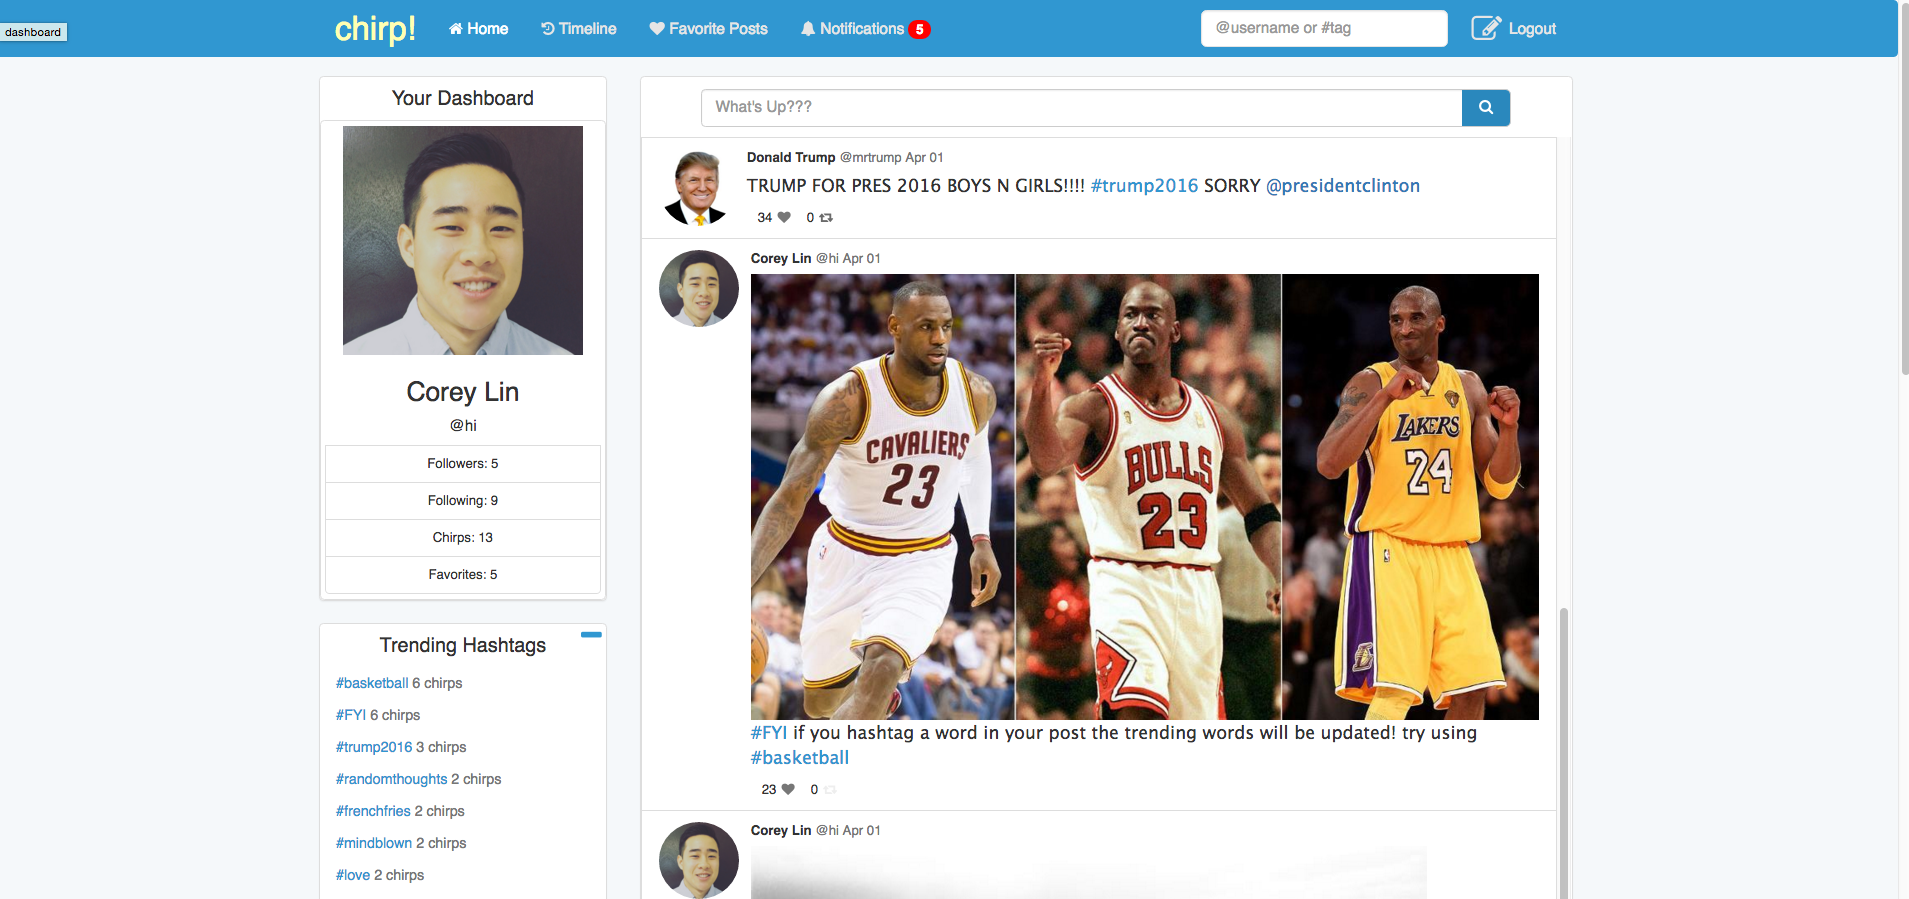 dashboard
chirp!
Home
Timeline
Favorite Posts
Notifications 5
@username or #tag
Logout
Your Dashboard
Corey Lin
@hi
Followers: 5
Following: 9
Chirps: 13
Favorites: 5
Trending Hashtags
#basketball 6 chirps
#FYI 6 chirps
#trump2016 3 chirps
#randomthoughts 2 chirps
#frenchfries 2 chirps
#mindblown 2 chirps
#love 2 chirps
What's Up???
Donald Trump @mrtrump Apr 01
TRUMP FOR PRES 2016 BOYS N GIRLS!!!! #trump2016 SORRY @presidentclinton
34 0
Corey Lin @hi Apr 01
CAVALIERS
23
BULLS
23
LAKERS
24
#FYI if you hashtag a word in your post the trending words will be updated! try using
#basketball
23 0
Corey Lin @hi Apr 01